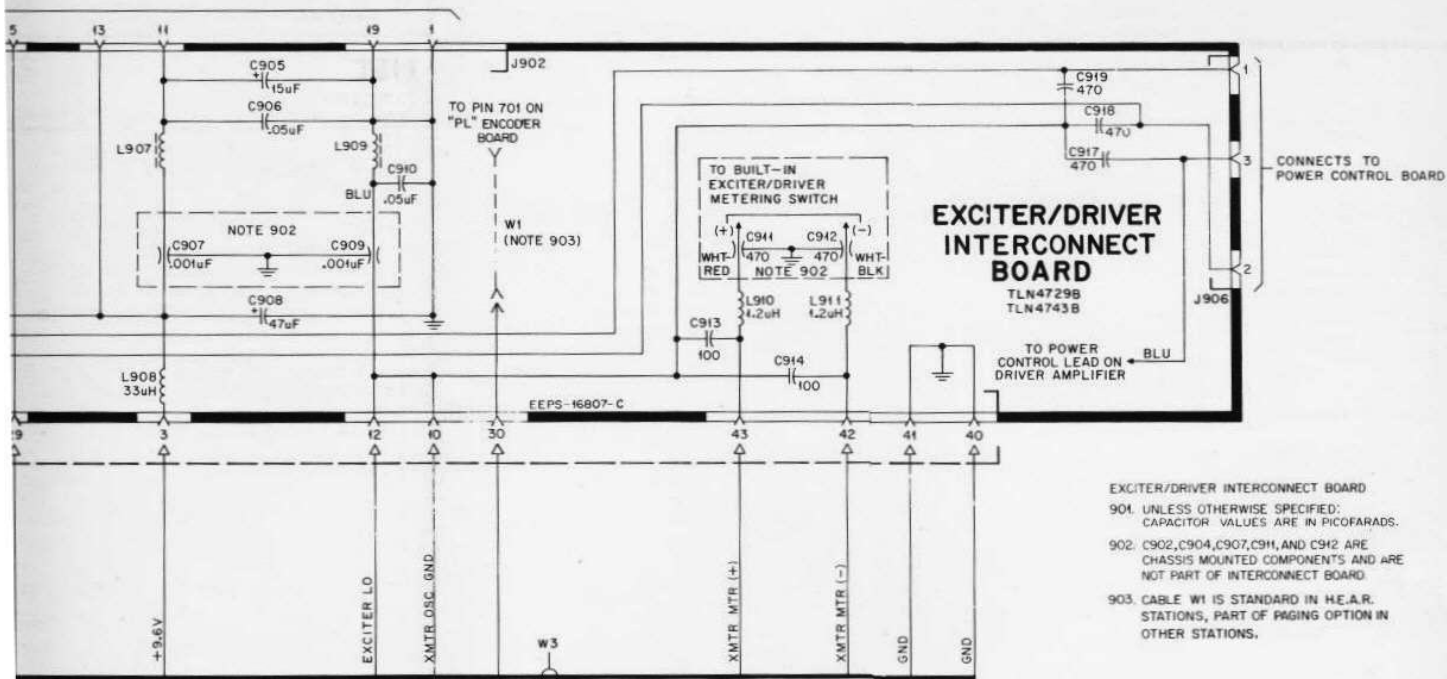 5 13 11 19 1
J902
C905
15uF
C906
.05uF
L907
L909
C910
.05uF
BLU
TO PIN 701 ON
"PL" ENCODER
BOARD
W1
(NOTE 903)
NOTE 902
C907
.001uF
C909
.001uF
C908
47uF
L908
33uH
TO BUILT-IN
EXCITER/DRIVER
METERING SWITCH
(+) C911 C912 (-)
470 470
WHT-
RED
NOTE 902
WHT-
BLK
L910
1.2uH
L911
1.2uH
C913
100
C914
100
C919
470
C918
470
C917
470
1
3
2
J906
CONNECTS TO
POWER CONTROL BOARD
EXCITER/DRIVER
INTERCONNECT
BOARD
TLN4729B
TLN4743B
TO POWER
CONTROL LEAD ON
DRIVER AMPLIFIER
BLU
EEPS-16807-C
29 3 12 10 30 43 42 41 40
+9.6V
EXCITER LO
XMTR OSC GND
W3
XMTR MTR (+)
XMTR MTR (-)
GND
GND
EXCITER/DRIVER INTERCONNECT BOARD
901. UNLESS OTHERWISE SPECIFIED:
CAPACITOR VALUES ARE IN PICOFARADS.
902. C902,C904,C907,C911, AND C912 ARE
CHASSIS MOUNTED COMPONENTS AND ARE
NOT PART OF INTERCONNECT BOARD.
903. CABLE W1 IS STANDARD IN H.E.A.R.
STATIONS, PART OF PAGING OPTION IN
OTHER STATIONS.